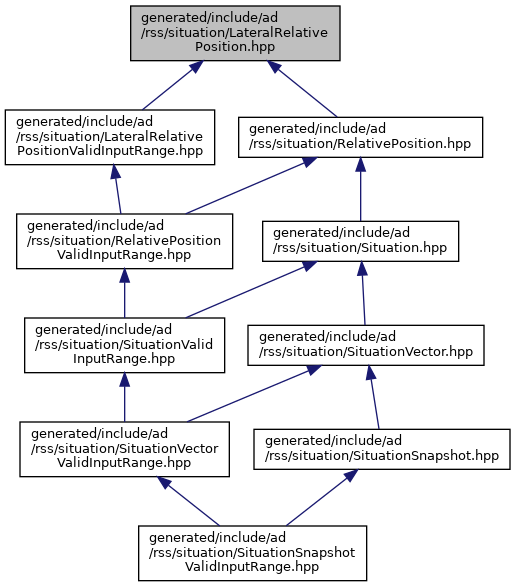 generated/include/ad
/rss/situation/LateralRelative
Position.hpp
generated/include/ad
/rss/situation/LateralRelative
PositionValidInputRange.hpp
generated/include/ad
/rss/situation/RelativePosition.hpp
generated/include/ad
/rss/situation/RelativePosition
ValidInputRange.hpp
generated/include/ad
/rss/situation/Situation.hpp
generated/include/ad
/rss/situation/SituationValid
InputRange.hpp
generated/include/ad
/rss/situation/SituationVector.hpp
generated/include/ad
/rss/situation/SituationVector
ValidInputRange.hpp
generated/include/ad
/rss/situation/SituationSnapshot.hpp
generated/include/ad
/rss/situation/SituationSnapshot
ValidInputRange.hpp